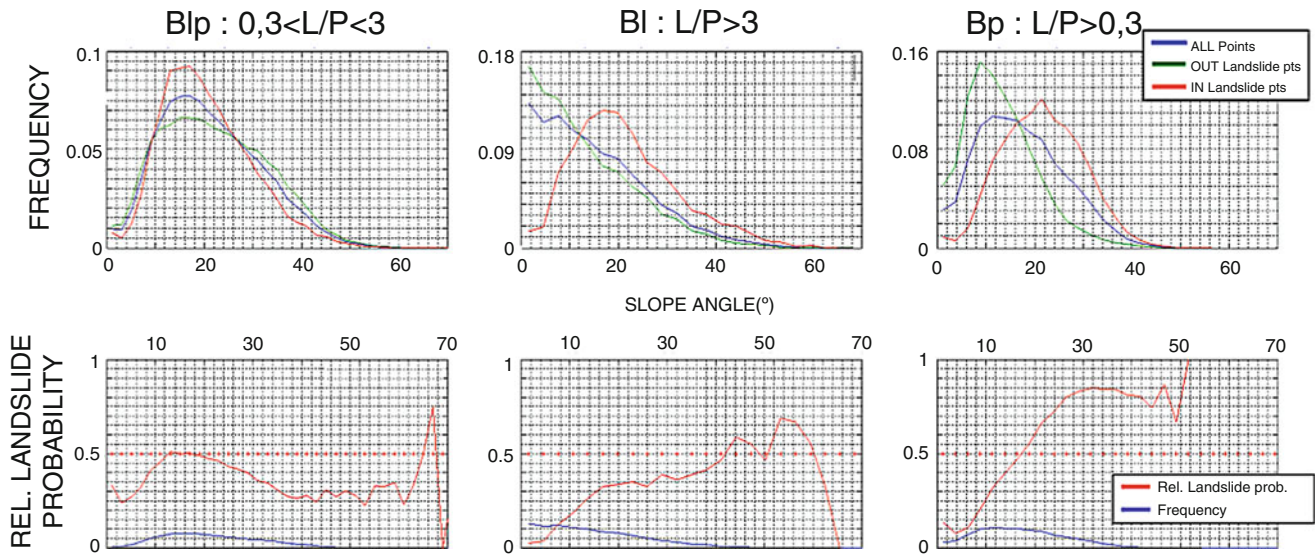 Blp : 0,3<L/P<3
Bl : L/P>3
Bp : L/P>0,3
ALL Points
OUT Landslide pts
IN Landslide pts
FREQUENCY
0.1
0.05
0
0 20 40 60
0.18
0.09
0
0 20 40 60
0.16
0.08
0
0 20 40 60
SLOPE ANGLE(º)
REL. LANDSLIDE
PROBABILITY
10 30 50 70
1
0.5
0
10 30 50 70
1
0.5
0
10 30 50 70
1
0.5
0
Rel. Landslide prob.
Frequency